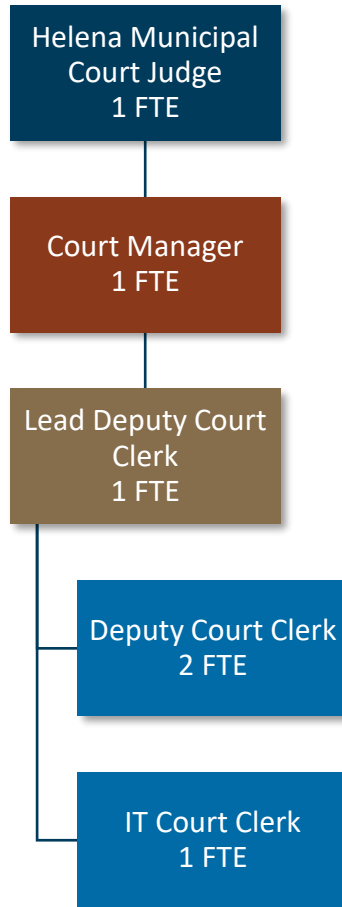 Helena Municipal
Court Judge
1 FTE
Court Manager
1 FTE
Lead Deputy Court
Clerk
1 FTE
Deputy Court Clerk
2 FTE
IT Court Clerk
1 FTE